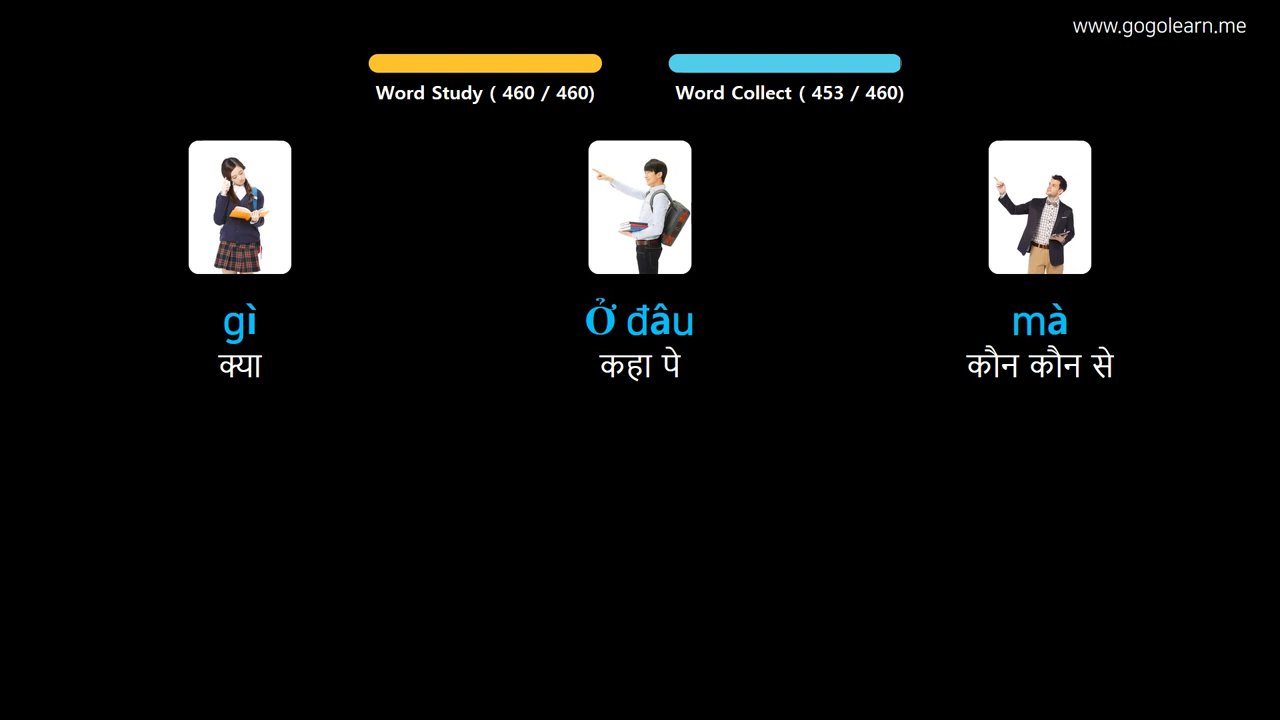 www.gogolearn.me
Word Study ( 460 / 460)
Word Collect ( 453 / 460)
gì
क्या
Ở đâu
कहा पे
mà
कौन कौन से